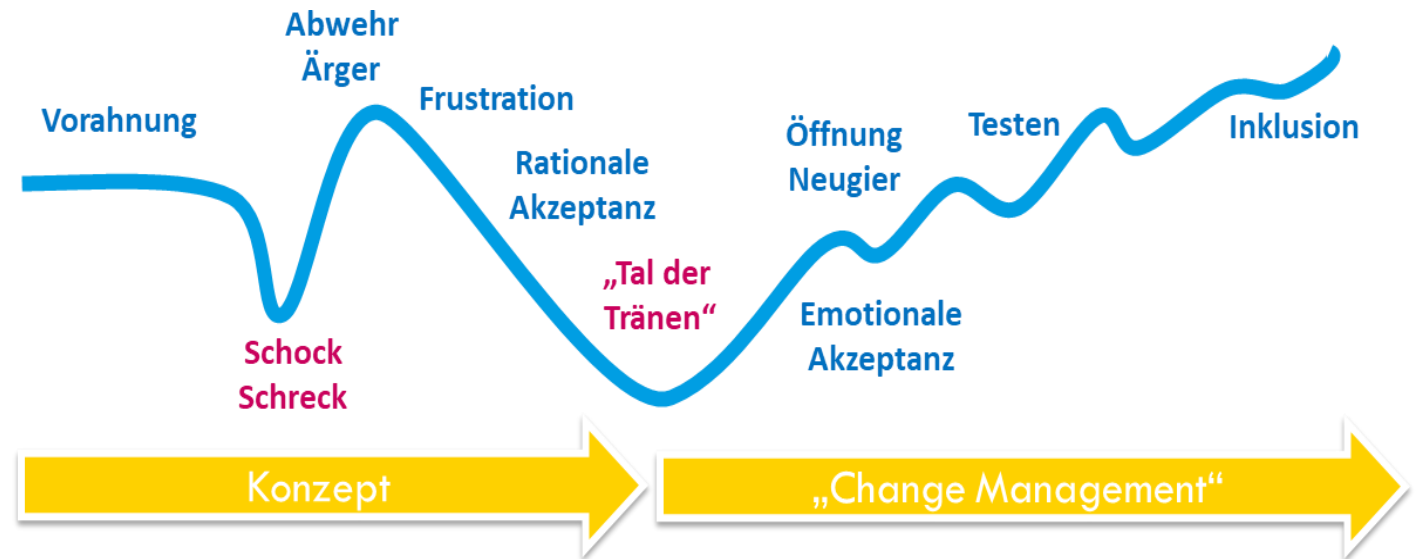 Vorahnung
Abwehr
Ärger
Schock
Schreck
Frustration
Rationale
Akzeptanz
„Tal der
Tränen“
Öffnung
Neugier
Emotionale
Akzeptanz
Testen
Inklusion
Konzept
„Change Management“